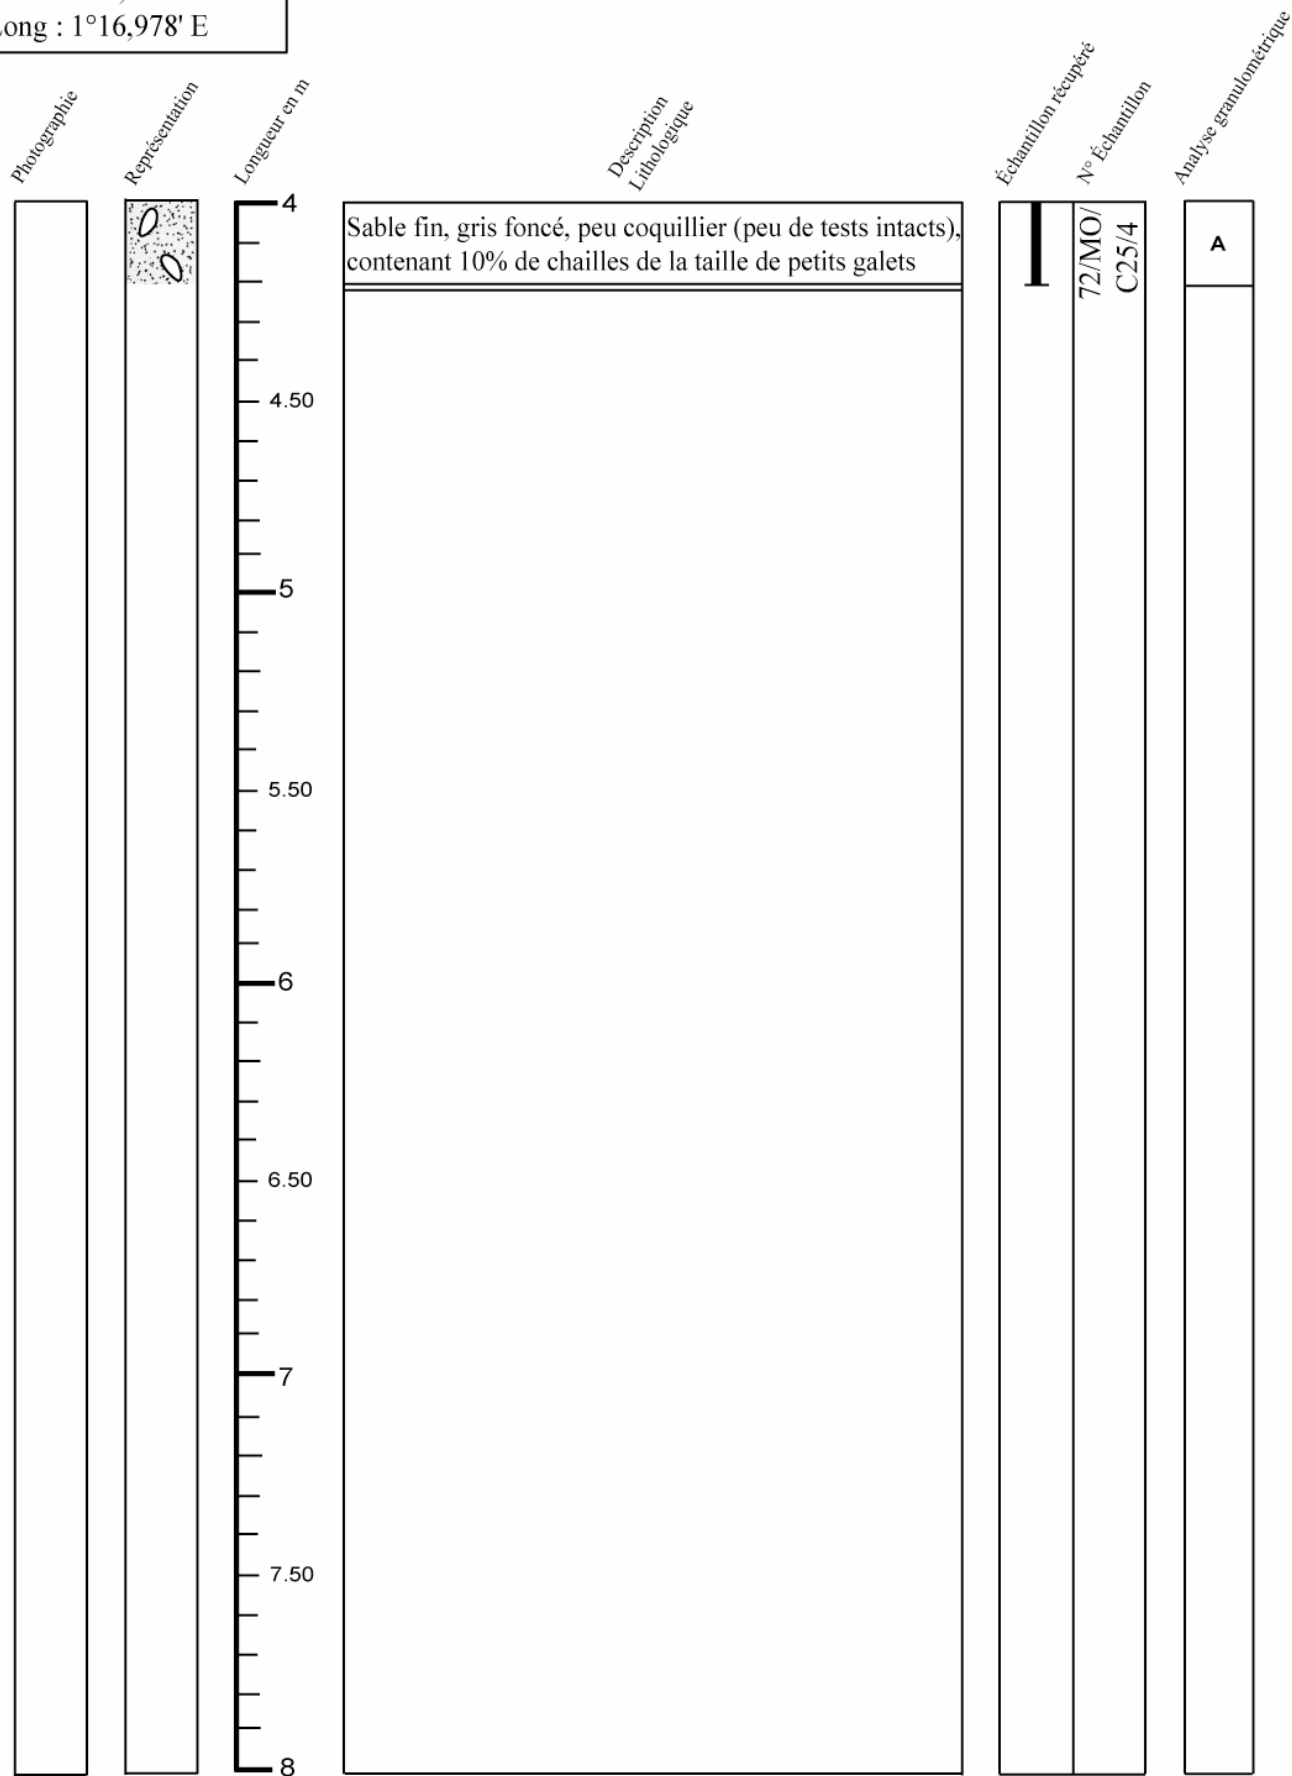 Long : 1°16,978' E
Photographie
Représentation
Longueur en m
Description
Lithologique
Échantillon récupéré
N° Échantillon
Analyse granulométrique
4
Sable fin, gris foncé, peu coquillier (peu de tests intacts),
contenant 10% de chailles de la taille de petits galets
72/MO/
C25/4
A
4.50
5
5.50
6
6.50
7
7.50
8